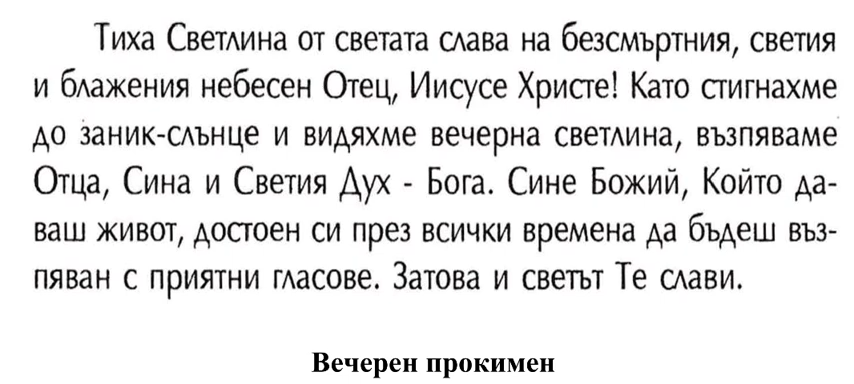 Тиха Светлина от светата слава на безсмъртния, светия
и блажения небесен Отец, Иисусе Христе! Като стигнахме
до заник-слънце и видяхме вечерна светлина, възпяваме
Отца, Сина и Светия Дух - Бога. Сине Божий, Който да-
ваш живот, достоен си през всички времена да бъдеш въз-
пяван с приятни гласове. Затова и светът Те слави.
Вечерен прокимен